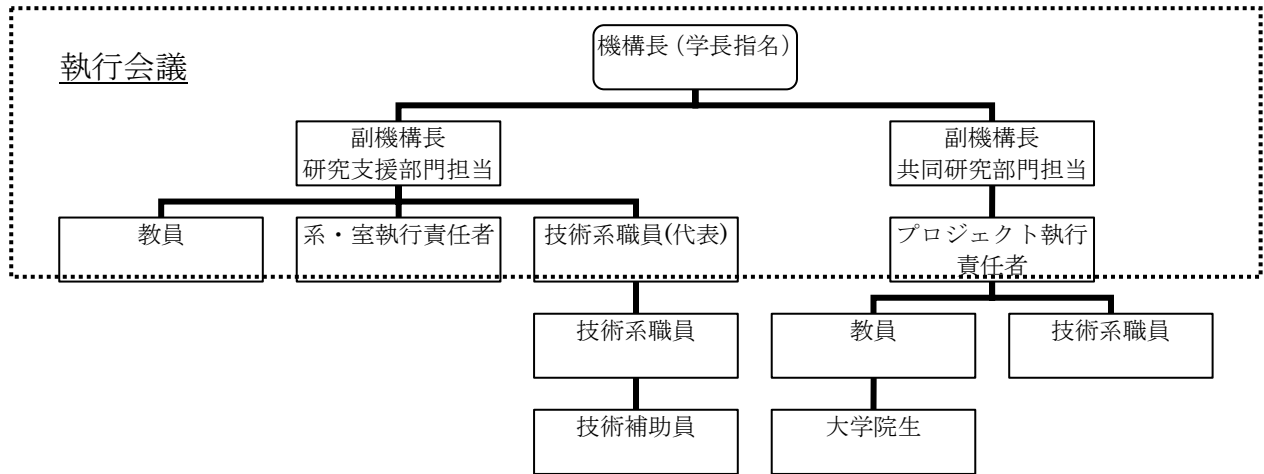 機構長（学長指名）
執行会議
副機構長
研究支援部門担当
副機構長
共同研究部門担当
教員
系・室執行責任者
技術系職員(代表)
プロジェクト執行
責任者
技術系職員
教員
技術系職員
技術補助員
大学院生